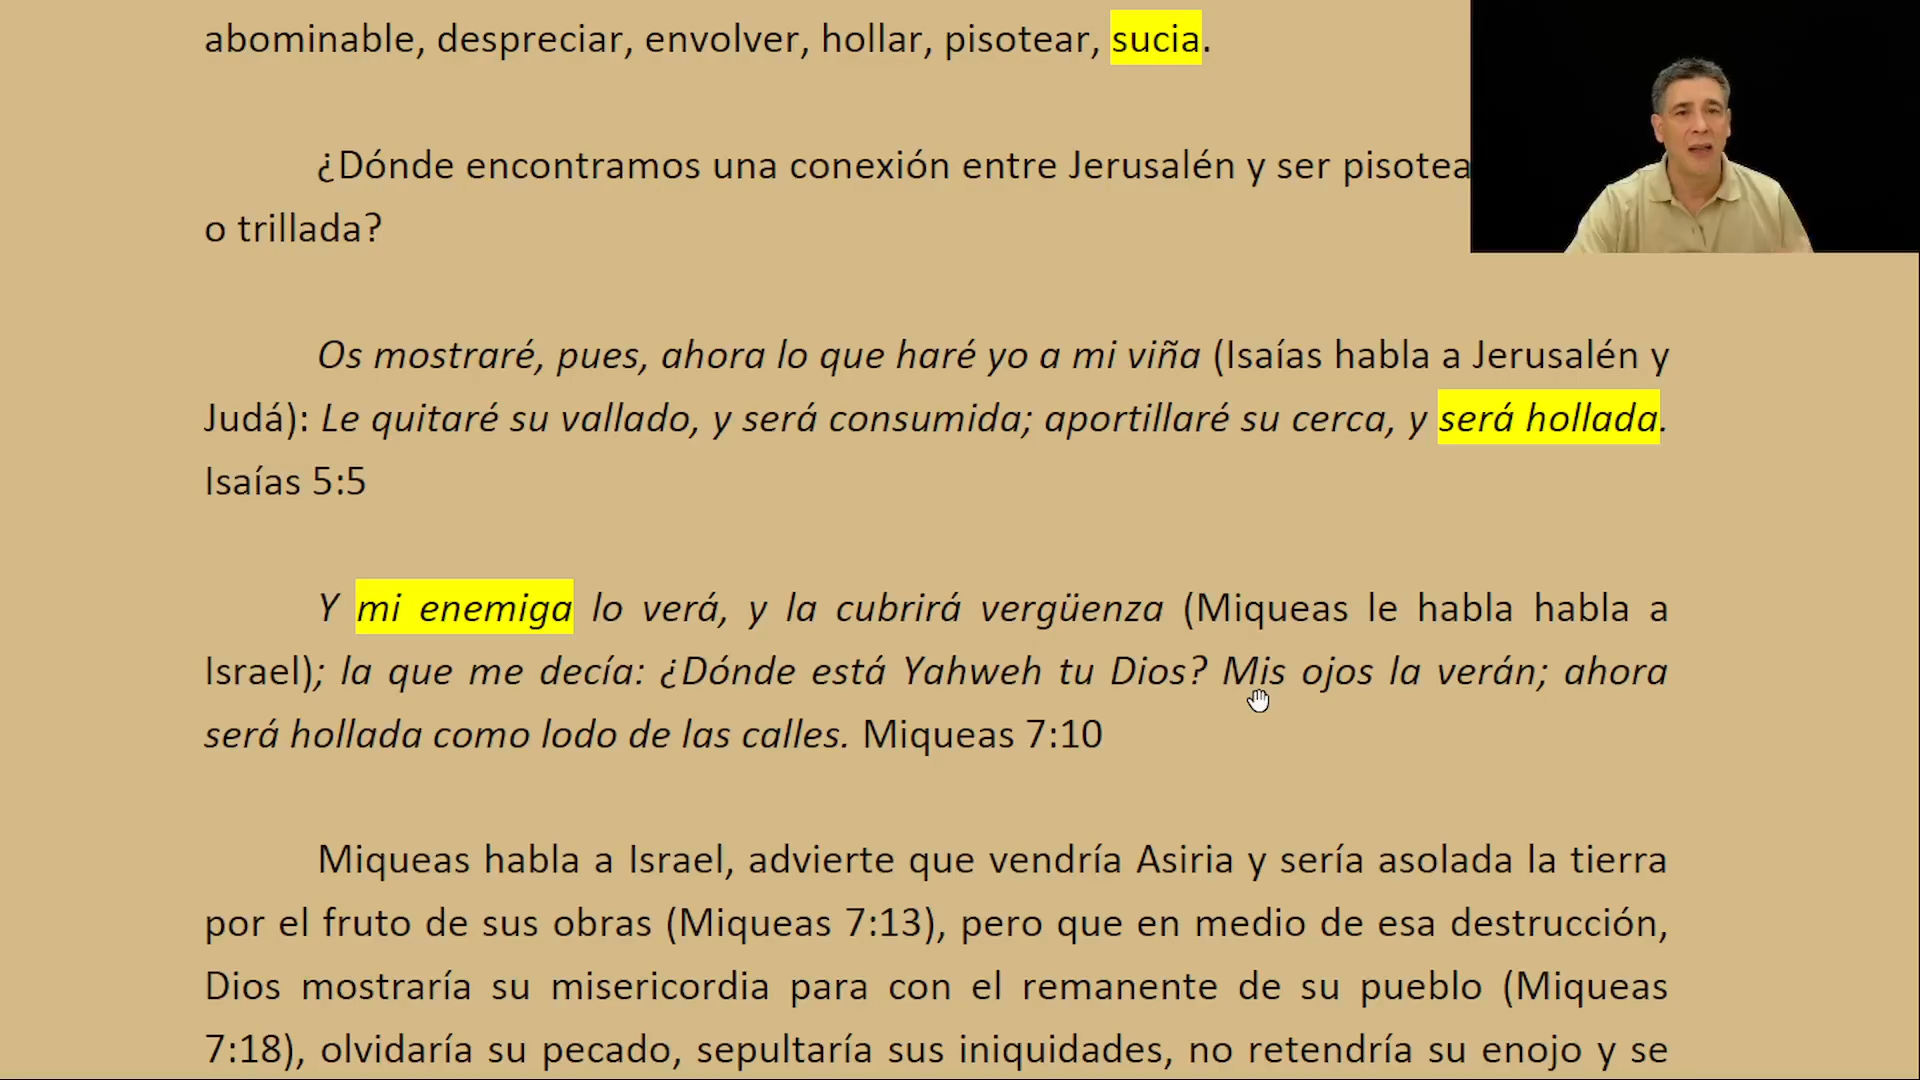 abominable, despreciar, envolver, hollar, pisotear, sucia.
¿Dónde encontramos una conexión entre Jerusalén y ser pisotea
o trillada?
Os mostraré, pues, ahora lo que haré yo a mi viña (Isaías habla a Jerusalén y
Judá): Le quitaré su vallado, y será consumida; aportillaré su cerca, y será hollada.
Isaías 5:5
Y mi enemiga lo verá, y la cubrirá vergüenza (Miqueas le habla habla a
Israel); la que me decía: ¿Dónde está Yahweh tu Dios? Mis ojos la verán; ahora
será hollada como lodo de las calles. Miqueas 7:10
Miqueas habla a Israel, advierte que vendría Asiria y sería asolada la tierra
por el fruto de sus obras (Miqueas 7:13), pero que en medio de esa destrucción,
Dios mostraría su misericordia para con el remanente de su pueblo (Miqueas
7:18), olvidaría su pecado, sepultaría sus iniquidades, no retendría su enojo y se